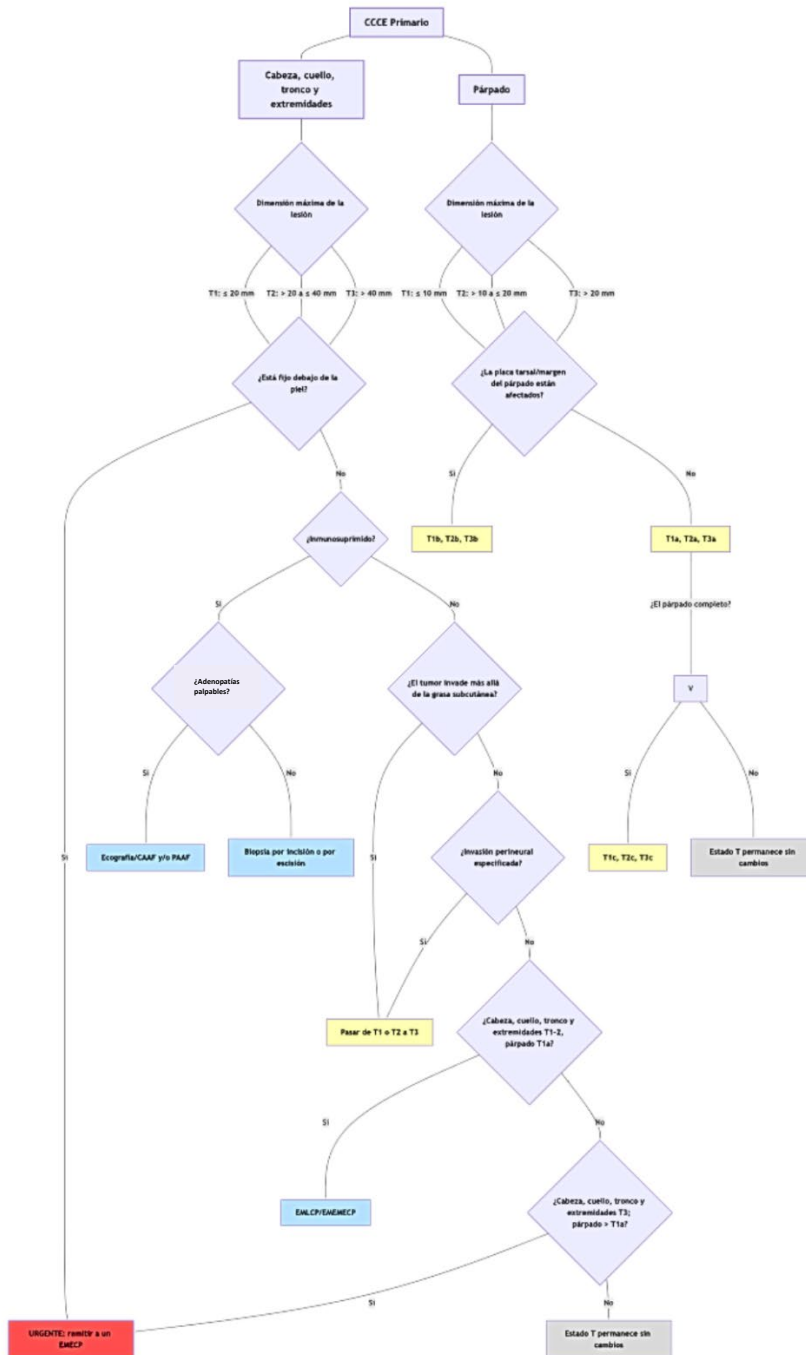 CCCE Primario
Cabeza, cuello,
tronco y
extremidades
Párpado
Dimensión máxima de la
lesión
Dimensión máxima de la
lesión
T1: ≤ 20 mm
T2: > 20 a ≤ 40 mm
T3: > 40 mm
T1: ≤ 10 mm
T2: > 10 a ≤ 20 mm
T3: > 20 mm
¿Está fijo debajo de la
piel?
¿La placa tarsal/margen
del párpado están
afectados?
No
Sí
No
¿Inmunosuprimido?
T1b, T2b, T3b
T1a, T2a, T3a
Sí
No
¿El párpado completo?
¿Adenopatías
palpables?
¿El tumor invade más allá
de la grasa subcutánea?
V
Sí
No
No
Sí
No
Ecografía/CAAF y/o PAAF
Biopsia por incisión o por
escisión
Sí
Sí
¿Invasión perineural
especificada?
T1c, T2c, T3c
Estado T permanece sin
cambios
Sí
No
Pasar de T1 o T2 a T3
¿Cabeza, cuello, tronco y
extremidades T1-2,
párpado T1a?
Sí
No
EMLCP/EMEMECP
¿Cabeza, cuello, tronco y
extremidades T3;
párpado > T1a?
Sí
No
URGENTE: remitir a un
EMECP
Estado T permanece sin
cambios